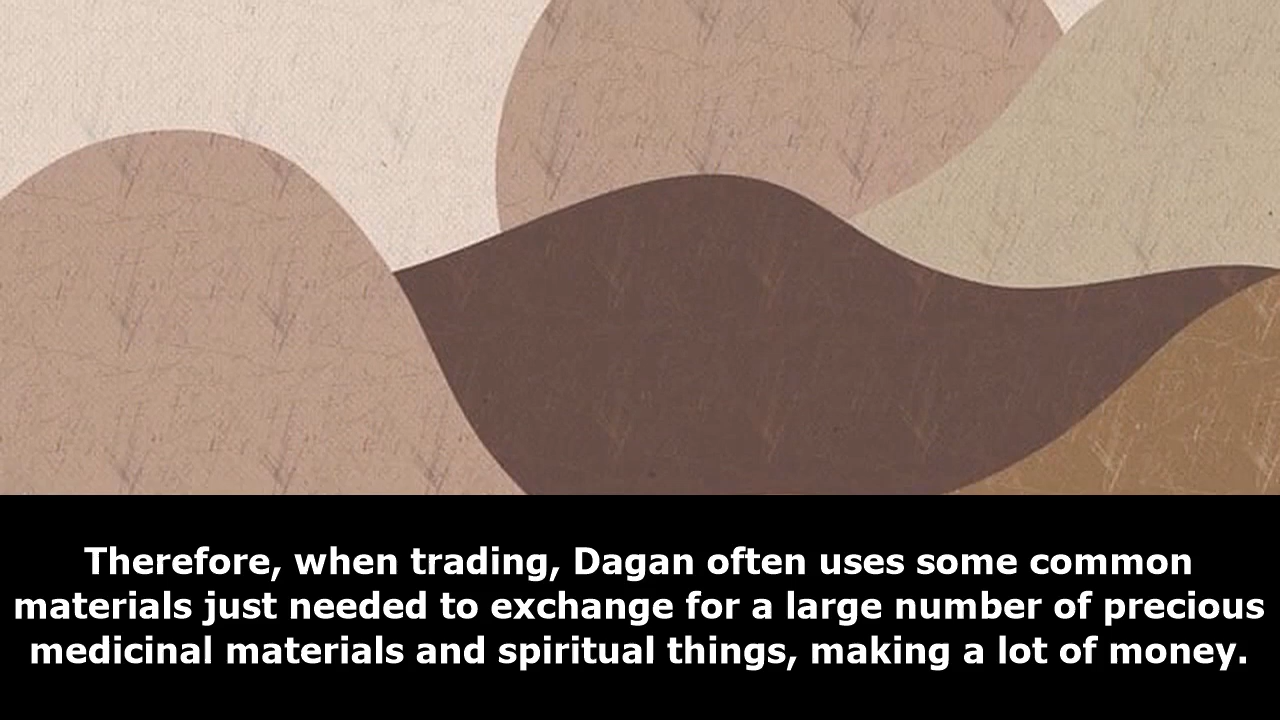 Therefore, when trading, Dagan often uses some common
materials just needed to exchange for a large number of precious
medicinal materials and spiritual things, making a lot of money.